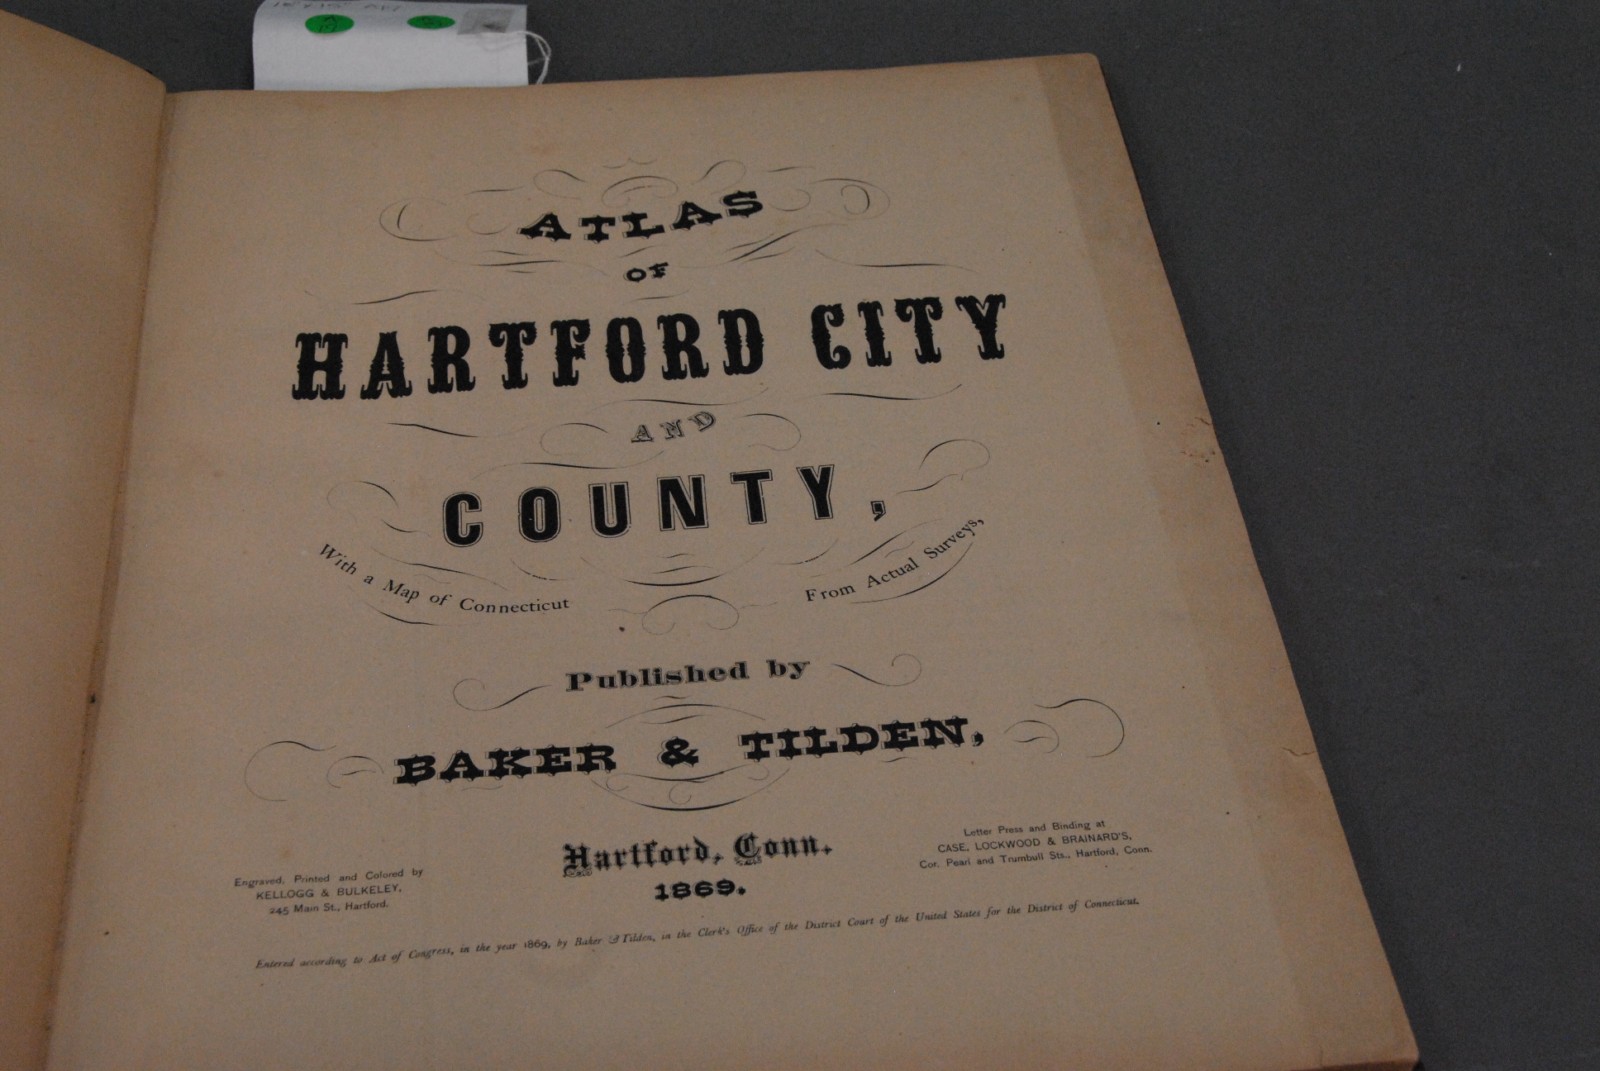 ATLAS
OF
HARTFORD CITY
AND
COUNTY,
With a Map of Connecticut From Actual Surveys,
Published by
BAKER & TILDEN,
Hartford, Conn.
1869.
Engraved, Printed and Colored by
KELLOGG & BULKELEY,
245 Main St., Hartford.
Letter Press and Binding at
CASE, LOCKWOOD & BRAINARD'S,
Cor. Pearl and Trumbull Sts., Hartford, Conn.
Entered according to Act of Congress, in the year 1869, by Baker & Tilden, in the Clerk's Office of the District Court of the United States for the District of Connecticut.